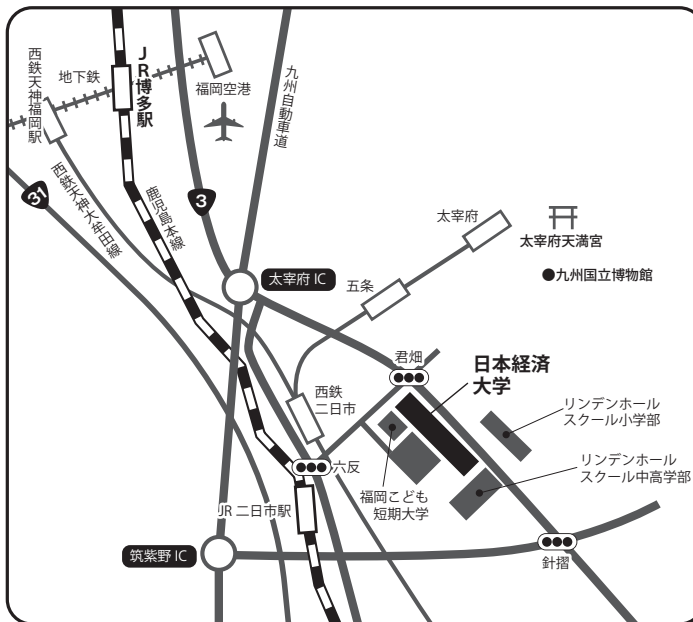 西鉄天神福岡駅
地下鉄
JR博多駅
福岡空港
九州自動車道
31
西鉄天神大牟田線
鹿児島本線
3
太宰府
太宰府天満宮
●九州国立博物館
太宰府 IC
五条
君畑
日本経済
大学
西鉄
二日市
リンデンホール
スクール小学部
六反
リンデンホール
スクール中高学部
福岡こども
短期大学
JR 二日市駅
筑紫野 IC
針摺